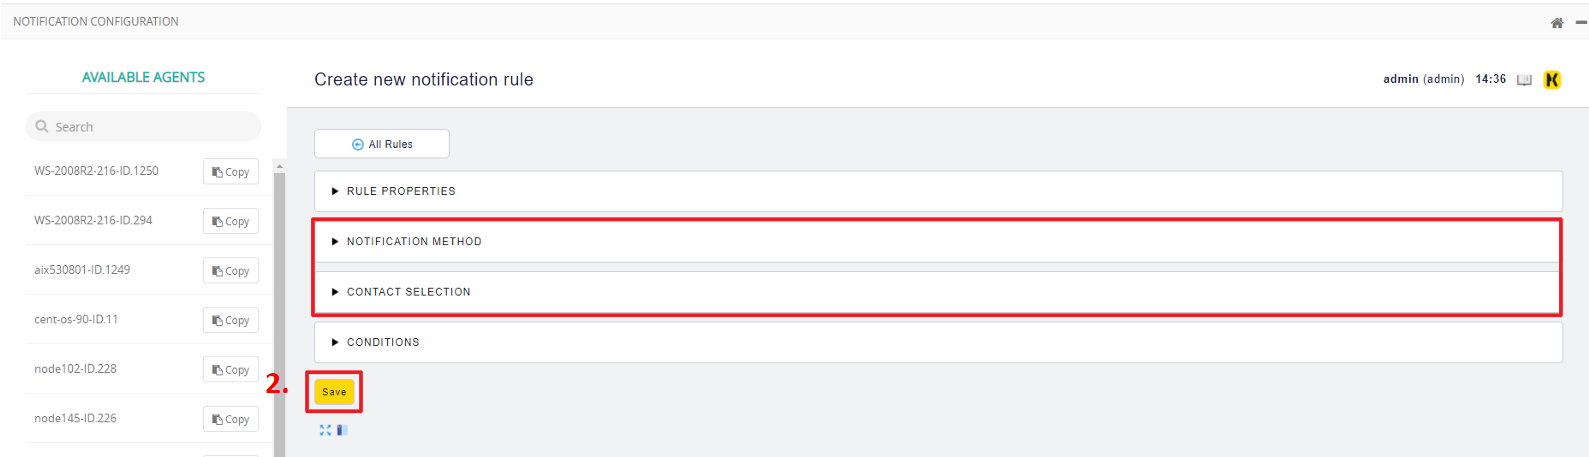 NOTIFICATION CONFIGURATION
AVAILABLE AGENTS
Search
WS-2008R2-216-ID.1250 Copy
WS-2008R2-216-ID.294 Copy
aix530801-ID.1249 Copy
cent-os-90-ID.11 Copy
node102-ID.228 Copy
node145-ID.226 Copy
Create new notification rule
admin (admin) 14:36
All Rules
RULE PROPERTIES
NOTIFICATION METHOD
CONTACT SELECTION
CONDITIONS
2.
Save